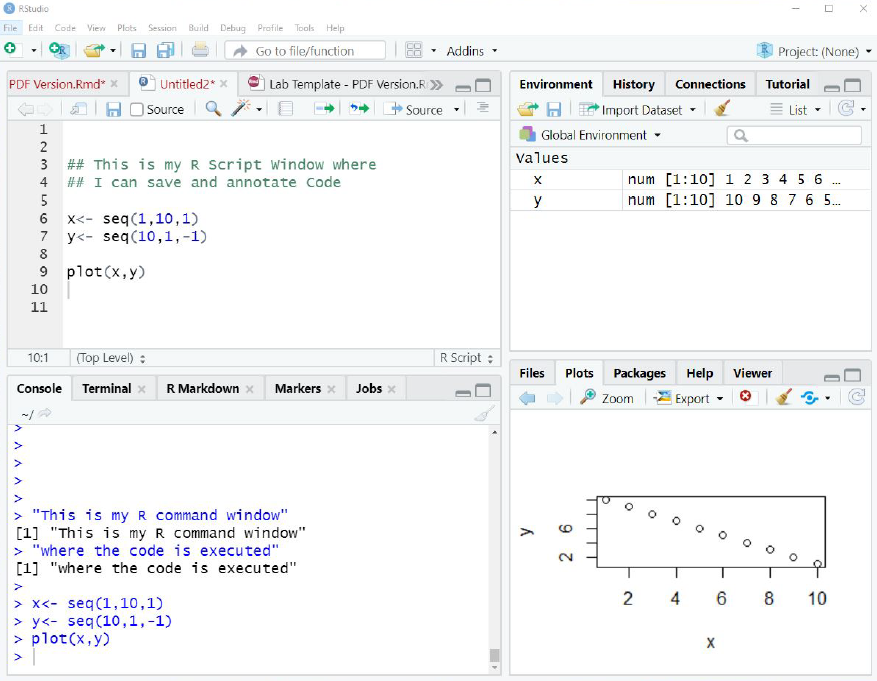 RStudio
File Edit Code View Plots Session Build Debug Profile Tools Help
Go to file/function Addins Project: (None)
PDF Version.Rmd* Untitled2* Lab Template - PDF Version.R
Source Source
1
2
3 ## This is my R Script Window where
4 ## I can save and annotate Code
5
6 x<- seq(1,10,1)
7 y<- seq(10,1,-1)
8
9 plot(x,y)
10
11
10:1 (Top Level) R Script
Console Terminal R Markdown Markers Jobs
~/
>
>
>
>
>
> "This is my R command window"
[1] "This is my R command window"
> "where the code is executed"
[1] "where the code is executed"
>
> x<- seq(1,10,1)
> y<- seq(10,1,-1)
> plot(x,y)
>
Environment History Connections Tutorial
Import Dataset List
Global Environment
Values
x num [1:10] 1 2 3 4 5 6 ...
y num [1:10] 10 9 8 7 6 5...
Files Plots Packages Help Viewer
Zoom Export
y
6
2
2 4 6 8 10
x